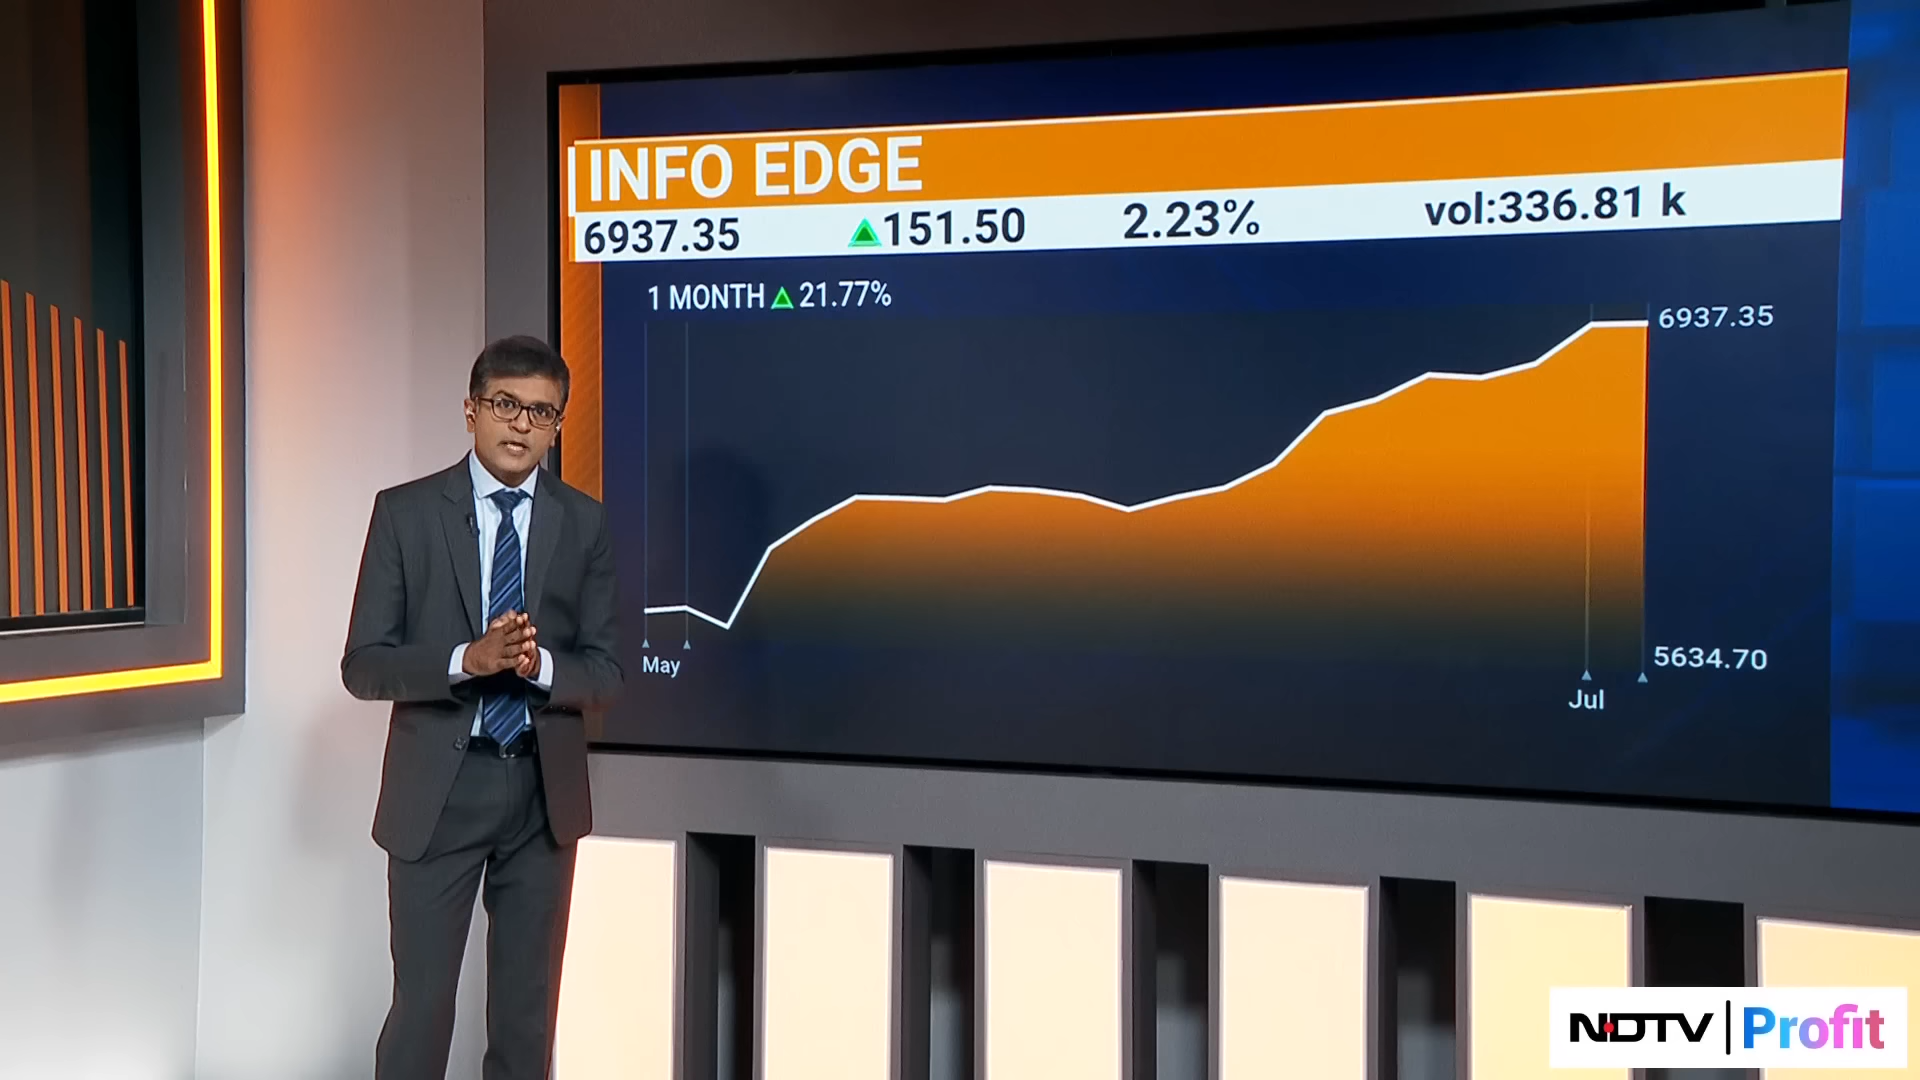 INFO EDGE
6937.35 151.50 2.23% vol:336.81 k
1 MONTH 21.77%
6937.35
5634.70
May
Jul
NDTV Profit